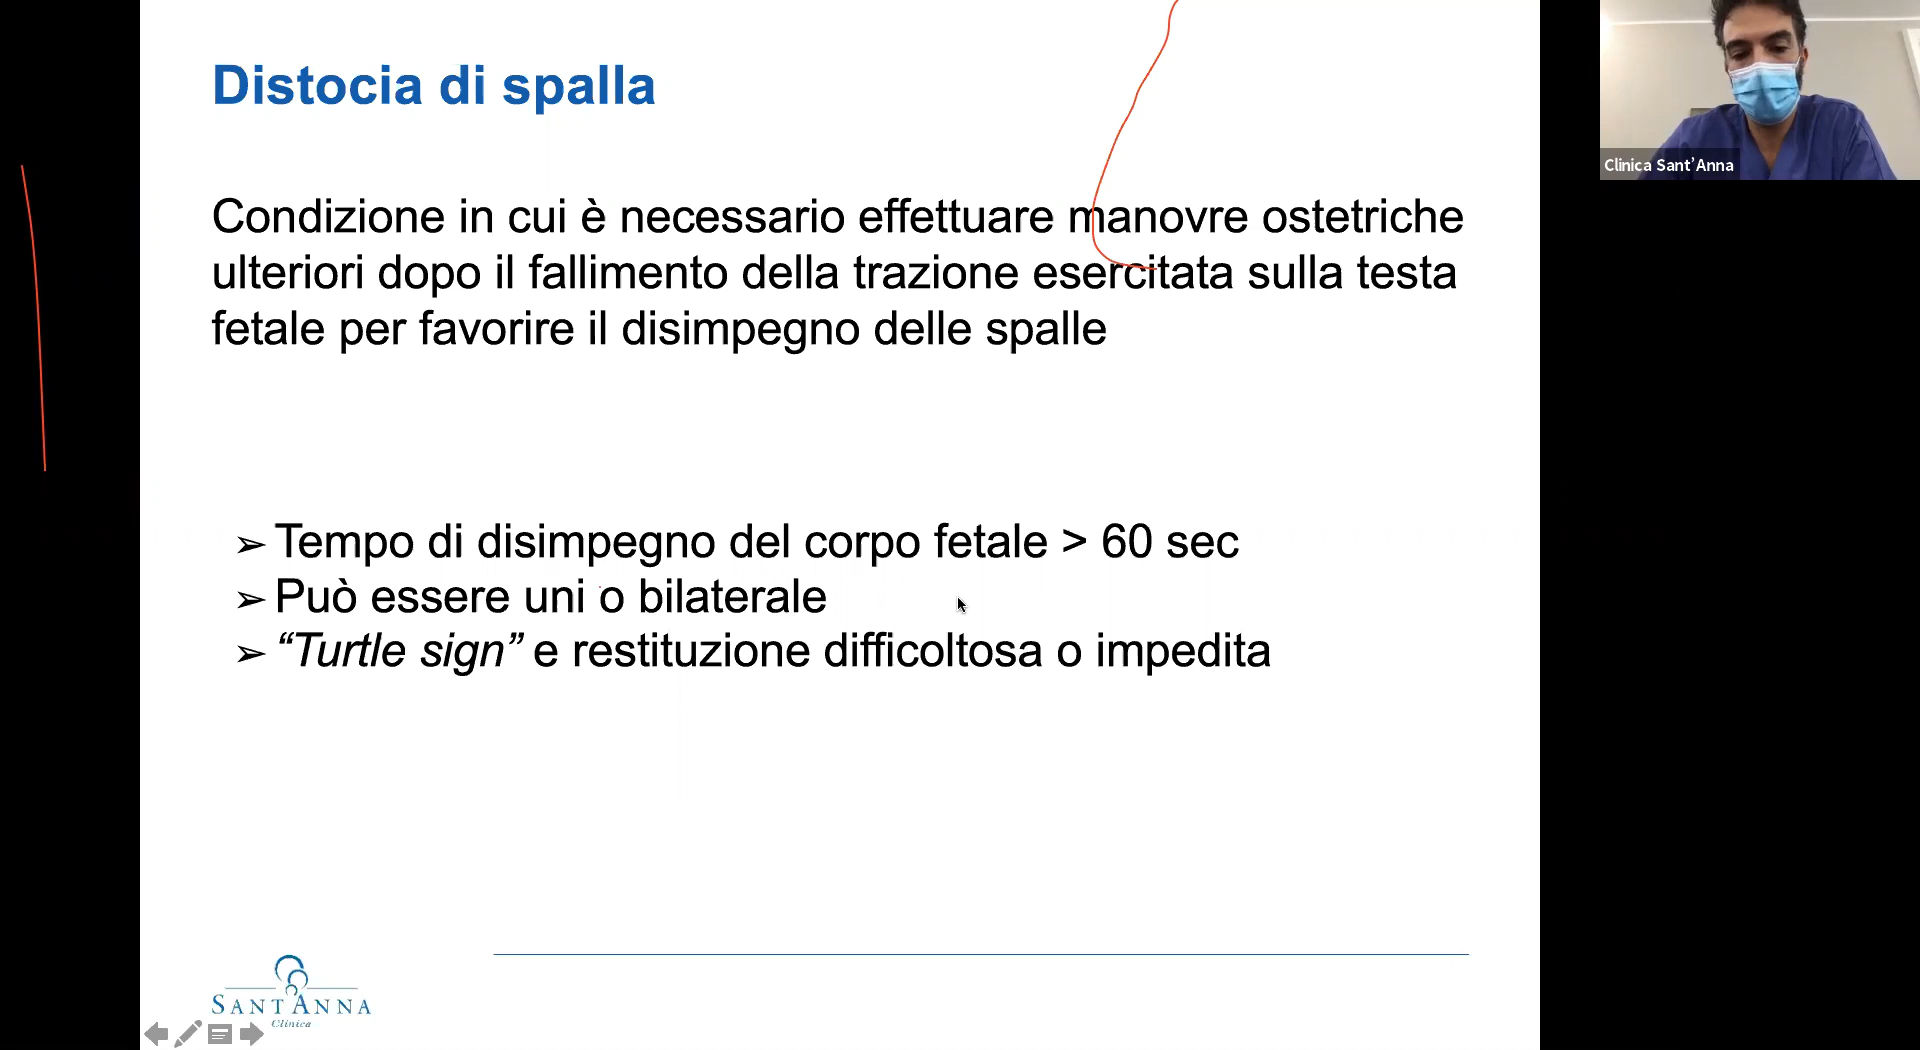 Distocia di spalla
Condizione in cui è necessario effettuare manovre ostetriche
ulteriori dopo il fallimento della trazione esercitata sulla testa
fetale per favorire il disimpegno delle spalle
➢ Tempo di disimpegno del corpo fetale > 60 sec
➢ Può essere uni o bilaterale
➢ “Turtle sign” e restituzione difficoltosa o impedita
SANT'ANNA
Clinica
Clinica Sant’Anna